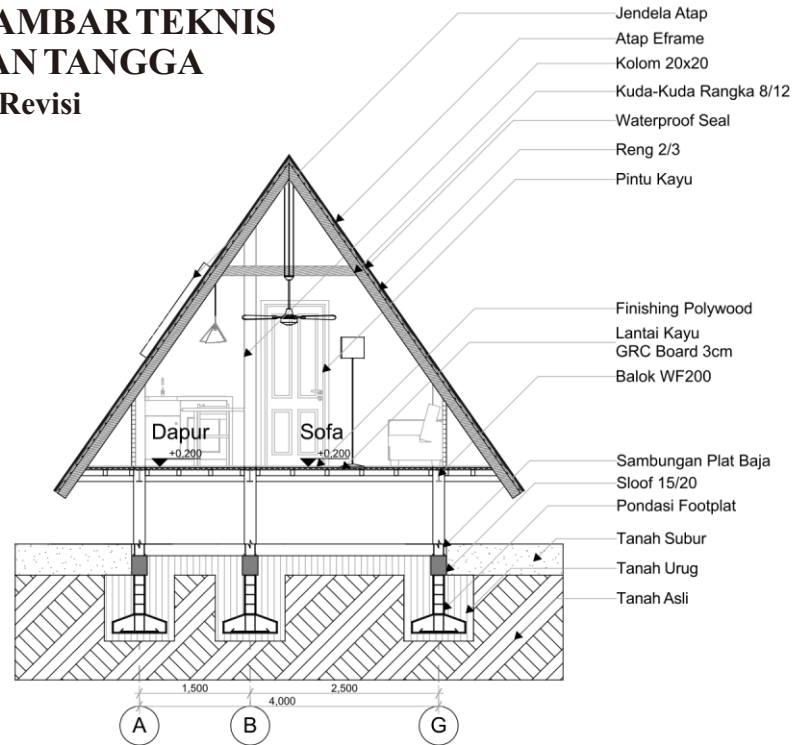 AMBAR TEKNIS
AN TANGGA
Revisi
Jendela Atap
Atap Eframe
Kolom 20x20
Kuda-Kuda Rangka 8/12
Waterproof Seal
Reng 2/3
Pintu Kayu
Finishing Polywood
Lantai Kayu
GRC Board 3cm
Balok WF200
Dapur
+0,200
Sofa
+0,200
Sambungan Plat Baja
Sloof 15/20
Pondasi Footplat
Tanah Subur
Tanah Urug
Tanah Asli
1,500
2,500
4,000
A
B
G